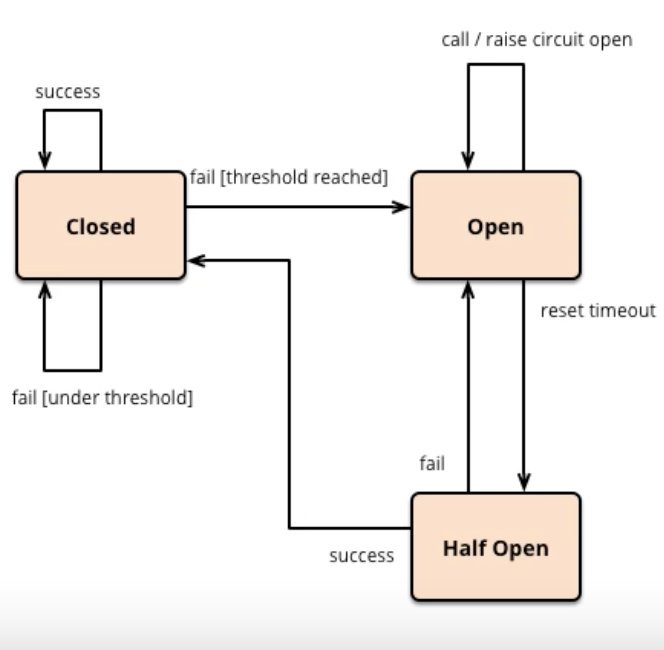 call / raise circuit open
success
fail [threshold reached]
Closed
Open
reset timeout
fail [under threshold]
fail
Half Open
success